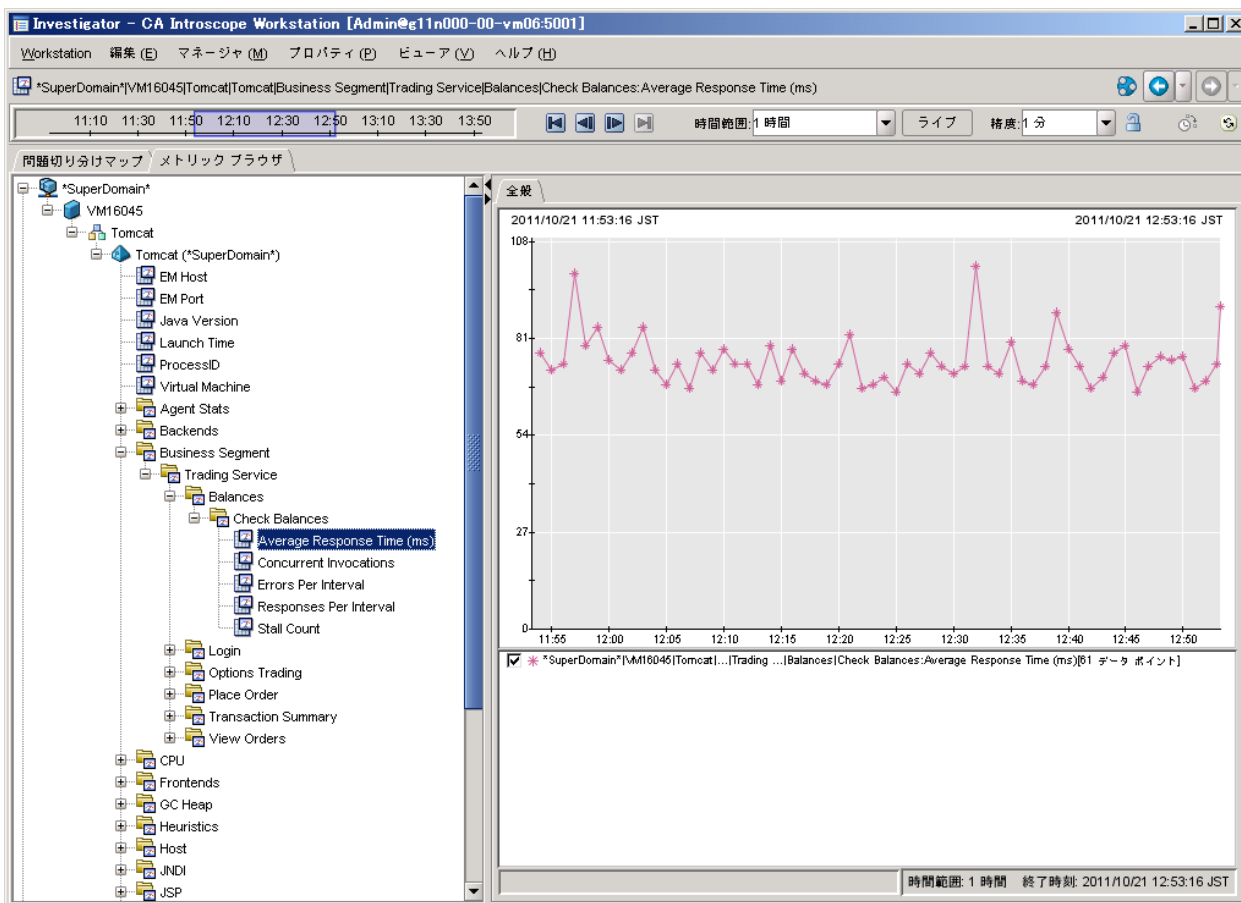 Investigator - CA Introscope Workstation [Admin@g11n000-00-vm06:5001]
Workstation 編集 (E) マネージャ (M) プロパティ (P) ビューア (V) ヘルプ (H)
*SuperDomain*|VM16045|Tomcat|Tomcat|Business Segment|Trading Service|Balances|Check Balances:Average Response Time (ms)
11:10 11:30 11:50 12:10 12:30 12:50 13:10 13:30 13:50 時間範囲:1 時間 ライブ 精度:1 分
問題切り分けマップ メトリック ブラウザ
*SuperDomain*
VM16045
Tomcat
Tomcat (*SuperDomain*)
EM Host
EM Port
Java Version
Launch Time
ProcessID
Virtual Machine
Agent Stats
Backends
Business Segment
Trading Service
Balances
Check Balances
Average Response Time (ms)
Concurrent Invocations
Errors Per Interval
Responses Per Interval
Stall Count
Login
Options Trading
Place Order
Transaction Summary
View Orders
CPU
Frontends
GC Heap
Heuristics
Host
JNDI
JSP
全般
2011/10/21 11:53:16 JST 2011/10/21 12:53:16 JST
108
81
54
27
0
11:55 12:00 12:05 12:10 12:15 12:20 12:25 12:30 12:35 12:40 12:45 12:50
*SuperDomain*|VM16045|Tomcat|...|Trading ...|Balances|Check Balances:Average Response Time (ms)[61 データ ポイント]
時間範囲: 1 時間 終了時刻: 2011/10/21 12:53:16 JST